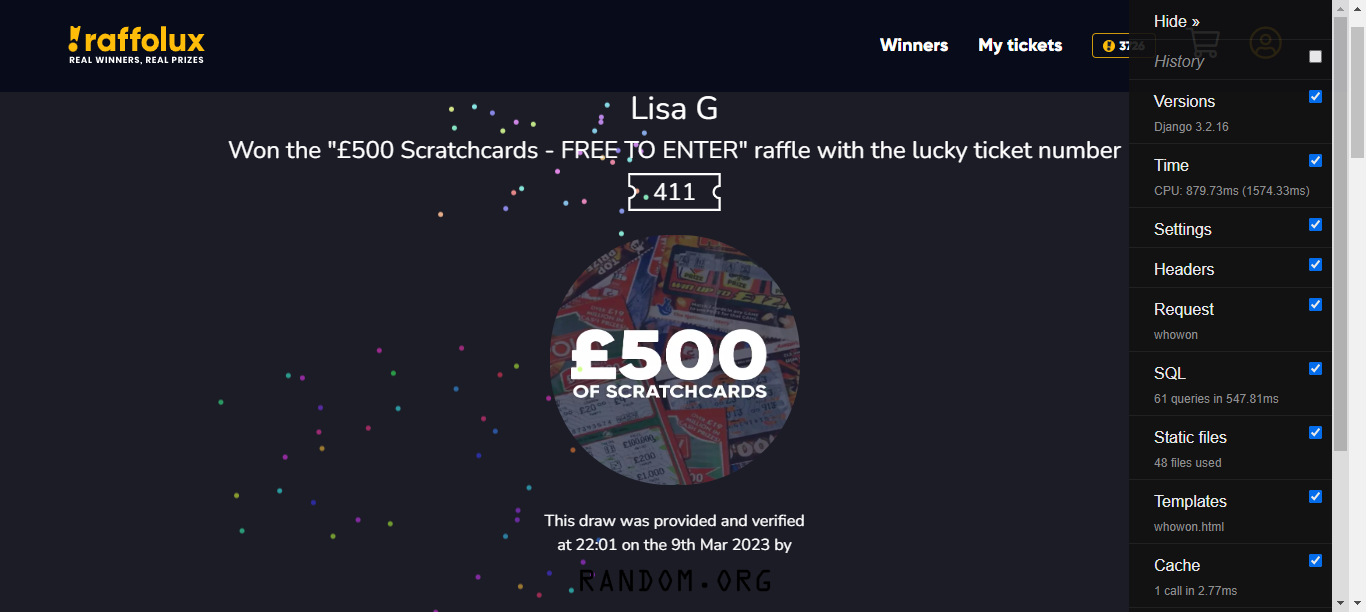 raffolux
REAL WINNERS, REAL PRIZES
Winners
My tickets
3726
Lisa G
Won the "£500 Scratchcards - FREE TO ENTER" raffle with the lucky ticket number
411
£500
OF SCRATCHCARDS
This draw was provided and verified
at 22:01 on the 9th Mar 2023 by
RANDOM.ORG
Hide »
History
Versions
Django 3.2.16
Time
CPU: 879.73ms (1574.33ms)
Settings
Headers
Request
whowon
SQL
61 queries in 547.81ms
Static files
48 files used
Templates
whowon.html
Cache
1 call in 2.77ms